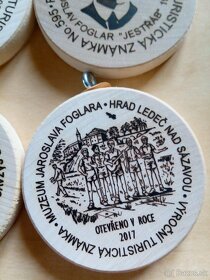 TURISTICKÁ ZNÁMKA No
SLAV FOGLAR "JESTŘÁB"
MUZEUM JAROSLAVA FOGLARA • HRAD LEDEČ NAD SÁZAVOU • VÝROČNÍ TURISTICKÁ ZNÁMKA •
OTEVŘENO V ROCE
2017